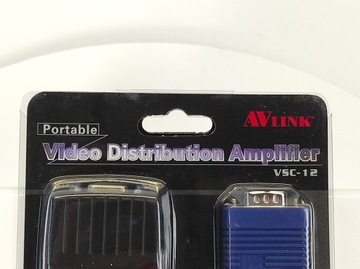 AVLINK
Portable
Video Distribution Amplifier
VSC-12